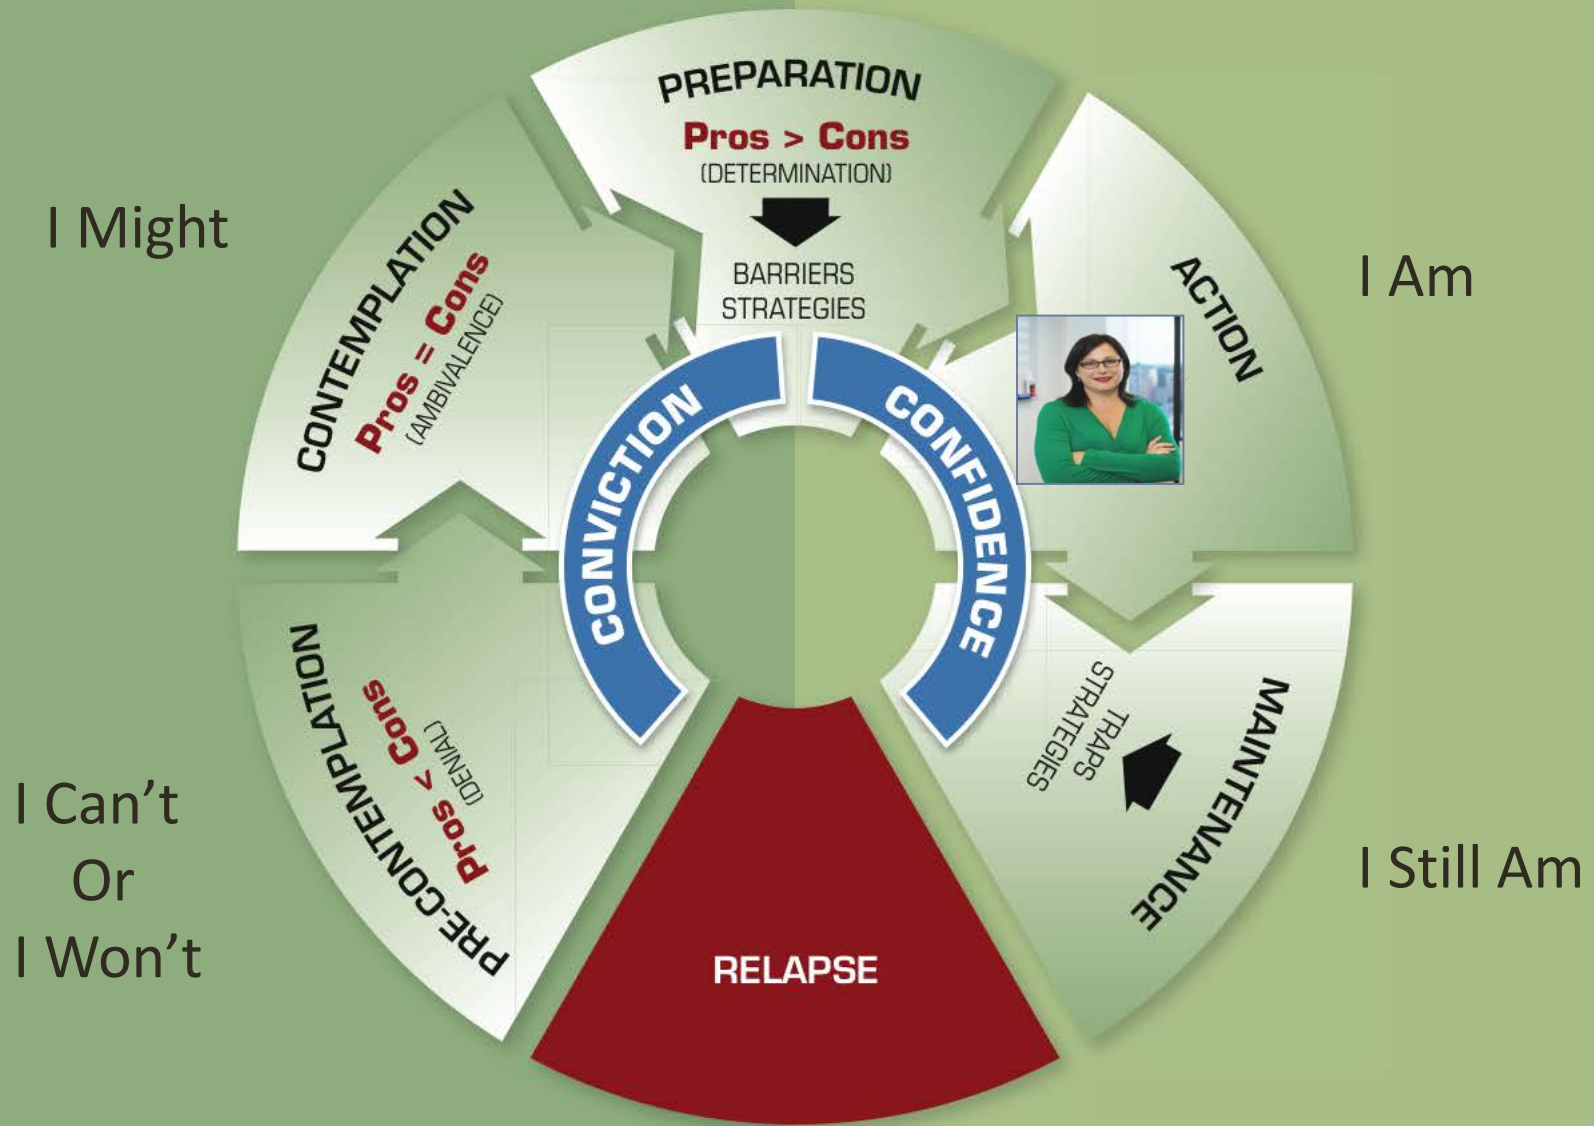 PREPARATION
Pros > Cons
(DETERMINATION)
BARRIERS
STRATEGIES
I Might
CONTEMPLATION
Pros = Cons
(AMBIVALENCE)
ACTION
I Am
CONVICTION
CONFIDENCE
PRE-CONTEMPLATION
Pros < Cons
(DENIAL)
I Can’t
Or
I Won’t
TRAPS
STRATEGIES
MAINTENANCE
I Still Am
RELAPSE